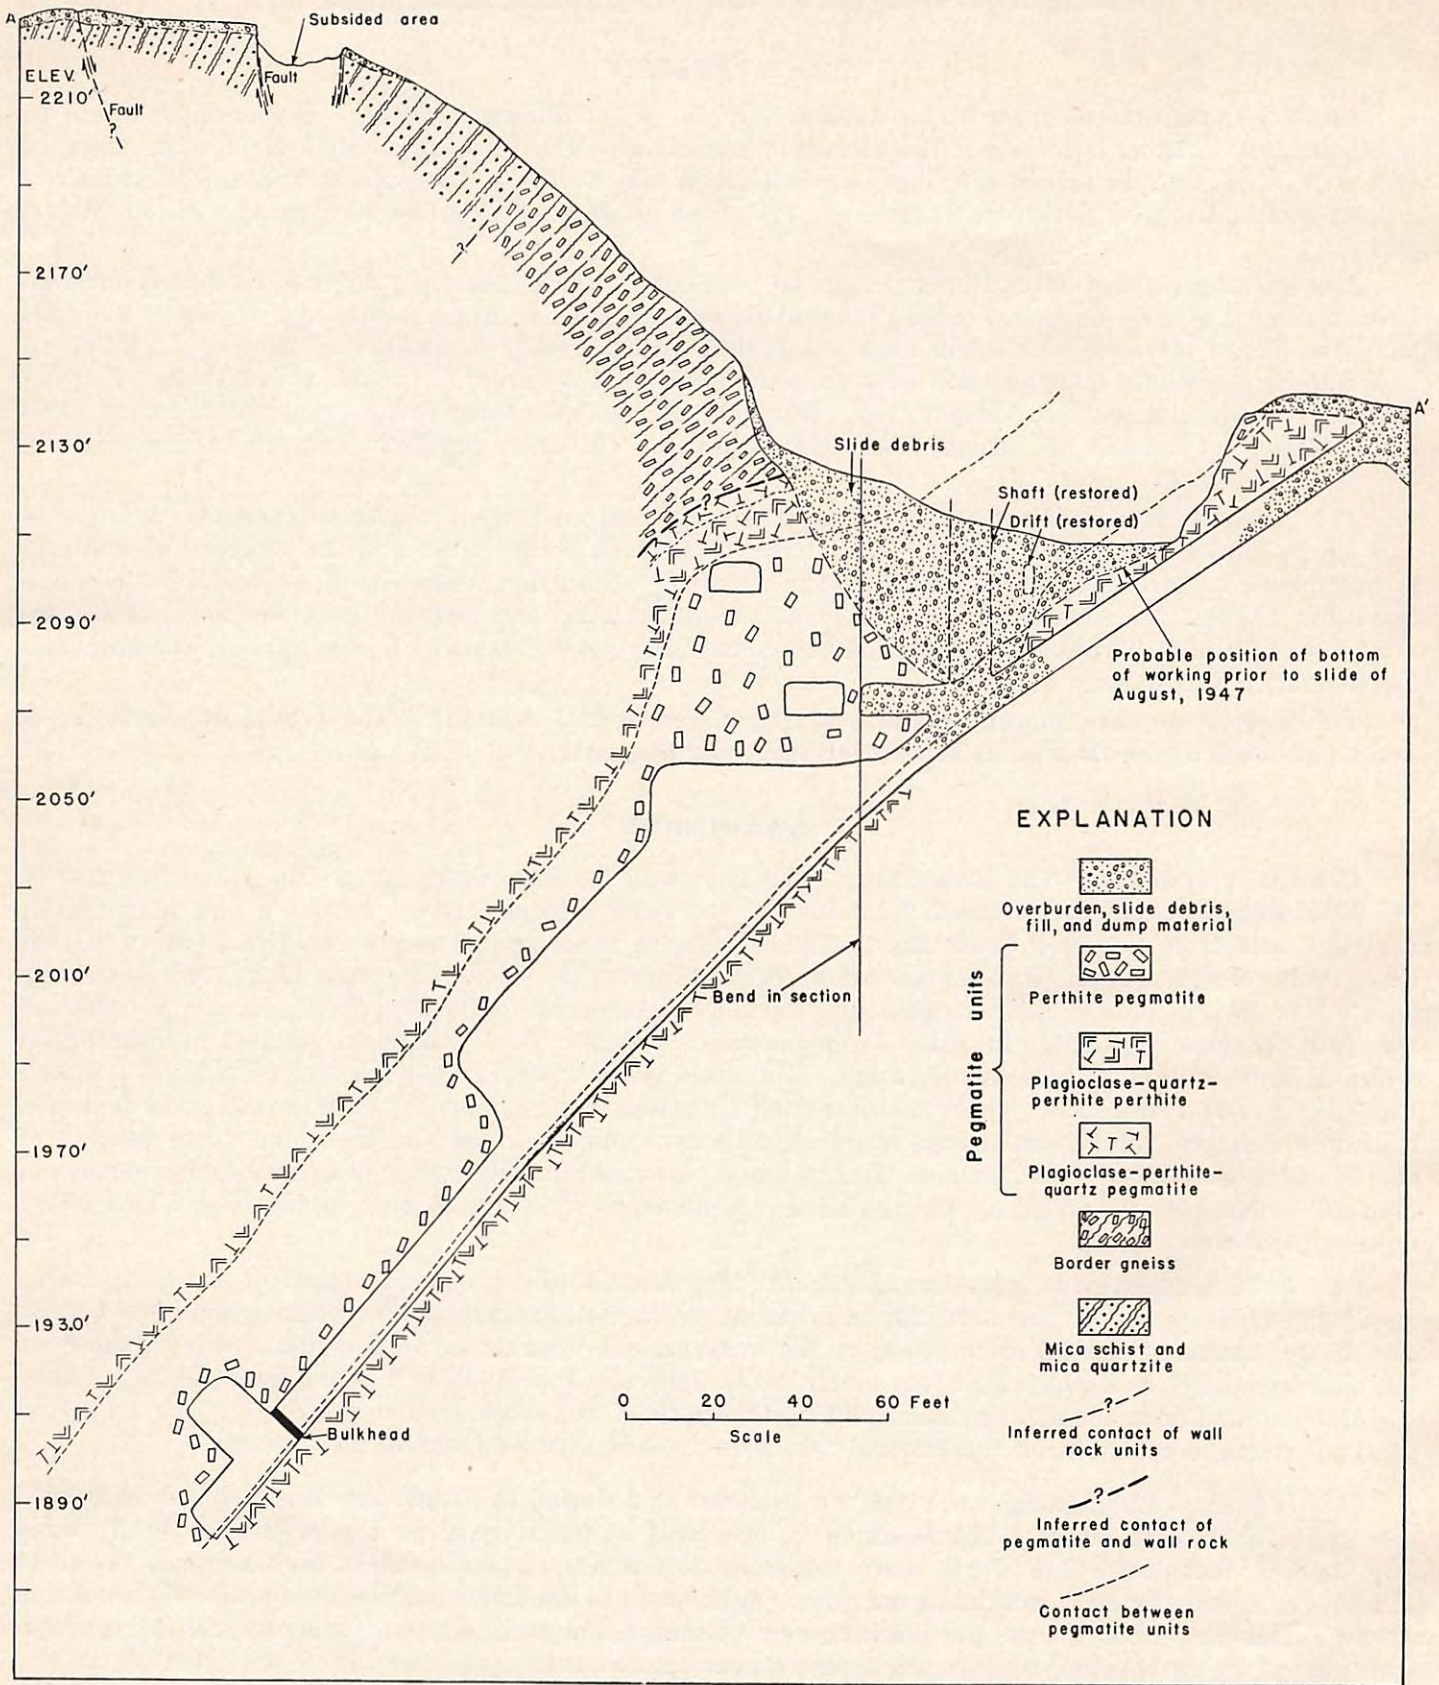 A
Subsided area
ELEV.
2210'
Fault
Fault
?
?
2170'
2130'
A'
Slide debris
Shaft (restored)
Drift (restored)
?
2090'
Probable position of bottom
of working prior to slide of
August, 1947
2050'
EXPLANATION
Overburden, slide debris,
fill, and dump material
2010'
Bend in section
Pegmatite units
Perthite pegmatite
Plagioclase-quartz-
perthite perthite
1970'
Plagioclase-perthite-
quartz pegmatite
Border gneiss
1930'
Mica schist and
mica quartzite
0 20 40 60 Feet
Scale
?
Inferred contact of wall
rock units
Bulkhead
1890'
?
Inferred contact of
pegmatite and wall rock
Contact between
pegmatite units